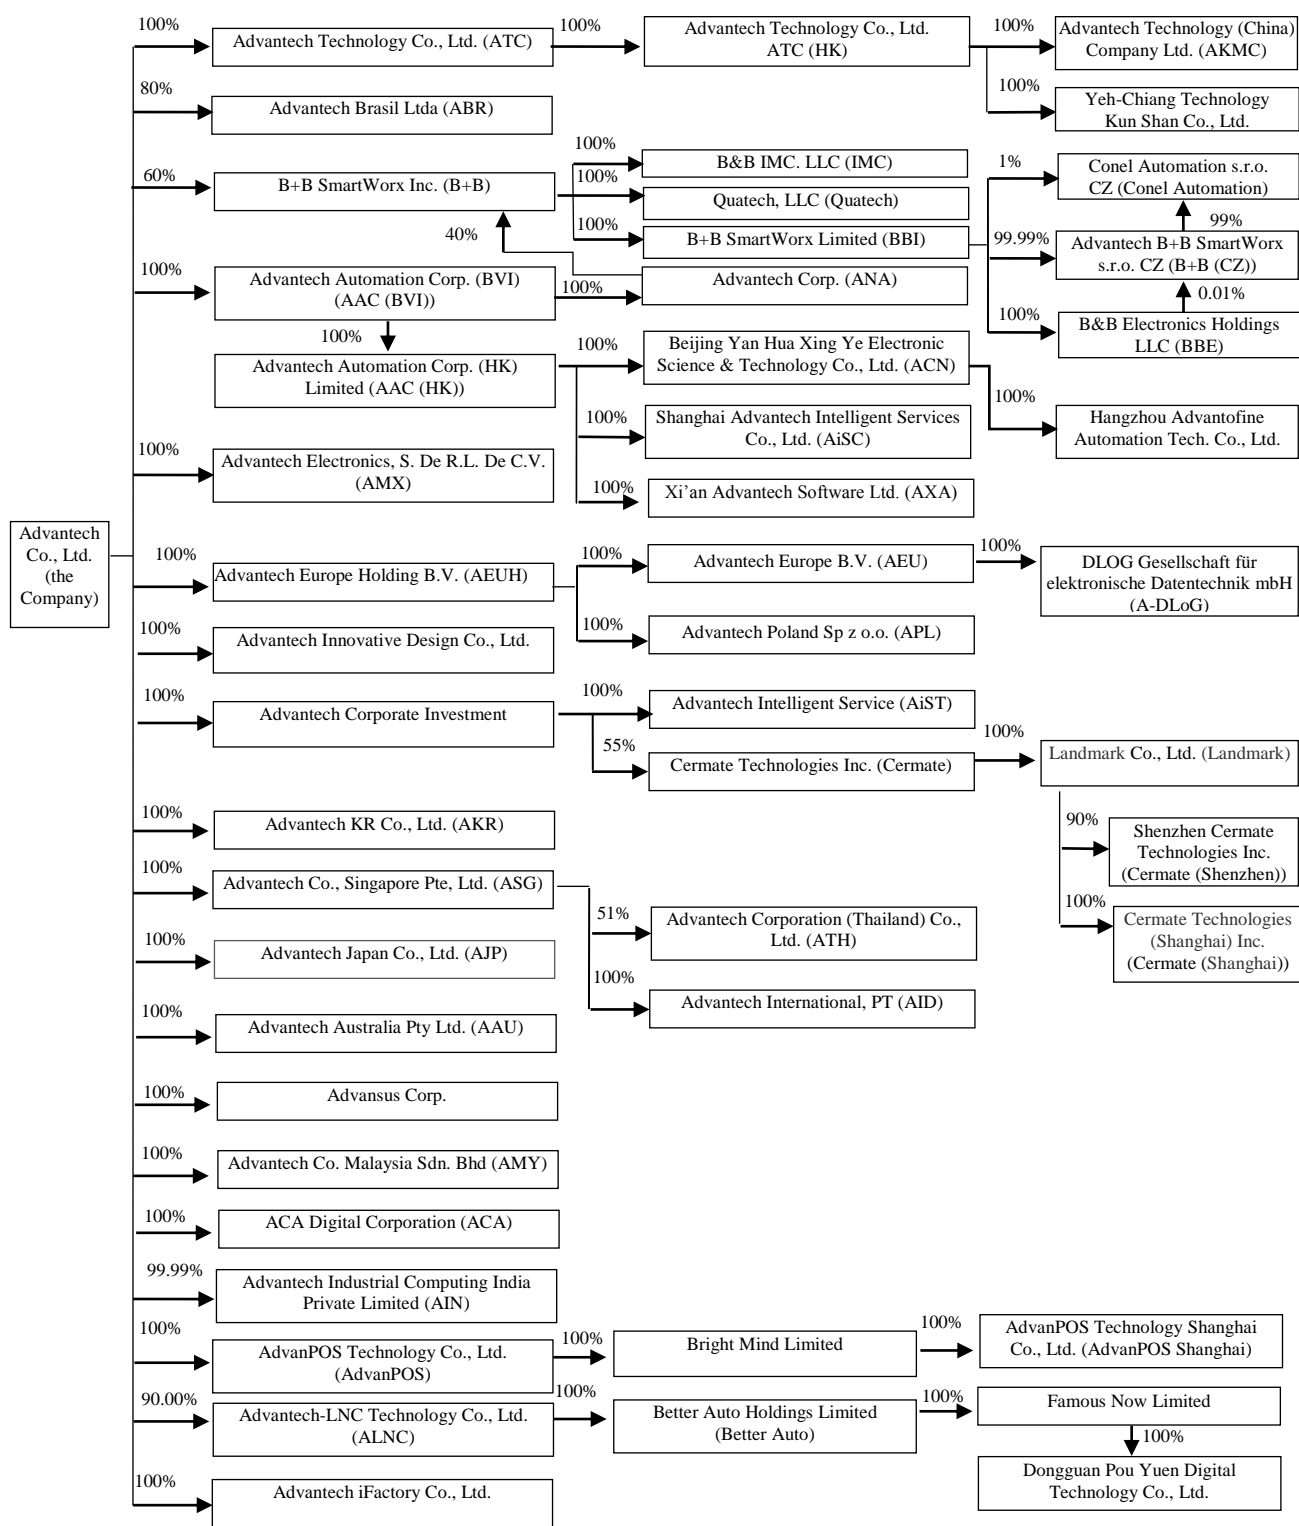 100%
Advantech Technology Co., Ltd. (ATC)
100%
Advantech Technology Co., Ltd.
ATC (HK)
100%
Advantech Technology (China)
Company Ltd. (AKMC)
100%
Yeh-Chiang Technology
Kun Shan Co., Ltd.
80%
Advantech Brasil Ltda (ABR)
60%
B+B SmartWorx Inc. (B+B)
100%
B&B IMC. LLC (IMC)
100%
Quatech, LLC (Quatech)
100%
B+B SmartWorx Limited (BBI)
1%
Conel Automation s.r.o.
CZ (Conel Automation)
99%
99.99%
Advantech B+B SmartWorx
s.r.o. CZ (B+B (CZ))
0.01%
100%
B&B Electronics Holdings
LLC (BBE)
40%
100%
Advantech Automation Corp. (BVI)
(AAC (BVI))
100%
Advantech Corp. (ANA)
100%
Advantech Automation Corp. (HK)
Limited (AAC (HK))
100%
Beijing Yan Hua Xing Ye Electronic
Science & Technology Co., Ltd. (ACN)
100%
Hangzhou Advantofine
Automation Tech. Co., Ltd.
100%
Shanghai Advantech Intelligent Services
Co., Ltd. (AiSC)
100%
Xi’an Advantech Software Ltd. (AXA)
100%
Advantech Electronics, S. De R.L. De C.V.
(AMX)
Advantech
Co., Ltd.
(the
Company)
100%
Advantech Europe Holding B.V. (AEUH)
100%
Advantech Europe B.V. (AEU)
100%
DLOG Gesellschaft für
elektronische Datentechnik mbH
(A-DLoG)
100%
Advantech Poland Sp z o.o. (APL)
100%
Advantech Innovative Design Co., Ltd.
100%
Advantech Corporate Investment
100%
Advantech Intelligent Service (AiST)
55%
Cermate Technologies Inc. (Cermate)
100%
Landmark Co., Ltd. (Landmark)
90%
Shenzhen Cermate
Technologies Inc.
(Cermate (Shenzhen))
100%
Cermate Technologies
(Shanghai) Inc.
(Cermate (Shanghai))
100%
Advantech KR Co., Ltd. (AKR)
100%
Advantech Co., Singapore Pte, Ltd. (ASG)
51%
Advantech Corporation (Thailand) Co.,
Ltd. (ATH)
100%
Advantech International, PT (AID)
100%
Advantech Japan Co., Ltd. (AJP)
100%
Advantech Australia Pty Ltd. (AAU)
100%
Advansus Corp.
100%
Advantech Co. Malaysia Sdn. Bhd (AMY)
100%
ACA Digital Corporation (ACA)
99.99%
Advantech Industrial Computing India
Private Limited (AIN)
100%
AdvanPOS Technology Co., Ltd.
(AdvanPOS)
100%
Bright Mind Limited
100%
AdvanPOS Technology Shanghai
Co., Ltd. (AdvanPOS Shanghai)
90.00%
Advantech-LNC Technology Co., Ltd.
(ALNC)
100%
Better Auto Holdings Limited
(Better Auto)
100%
Famous Now Limited
100%
Dongguan Pou Yuen Digital
Technology Co., Ltd.
100%
Advantech iFactory Co., Ltd.